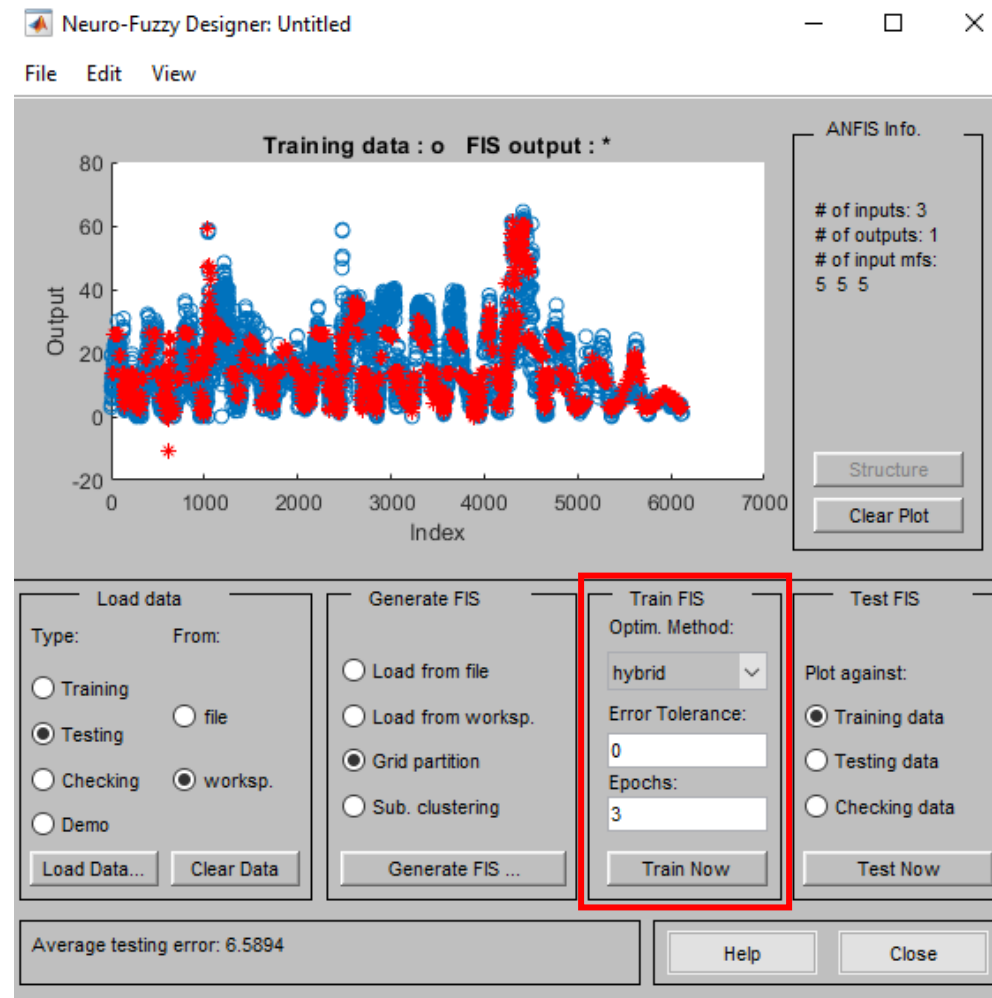 Neuro-Fuzzy Designer: Untitled
File Edit View
Training data : o FIS output : *
80
60
40
20
0
-20
Output
0 1000 2000 3000 4000 5000 6000 7000
Index
ANFIS Info.
# of inputs: 3
# of outputs: 1
# of input mfs:
5 5 5
Structure
Clear Plot
Load data
Type: From:
Training
Testing
Checking
Demo
file
worksp.
Load Data... Clear Data
Generate FIS
Load from file
Load from worksp.
Grid partition
Sub. clustering
Generate FIS ...
Train FIS
Optim. Method:
hybrid
Error Tolerance:
0
Epochs:
3
Train Now
Test FIS
Plot against:
Training data
Testing data
Checking data
Test Now
Average testing error: 6.5894
Help Close